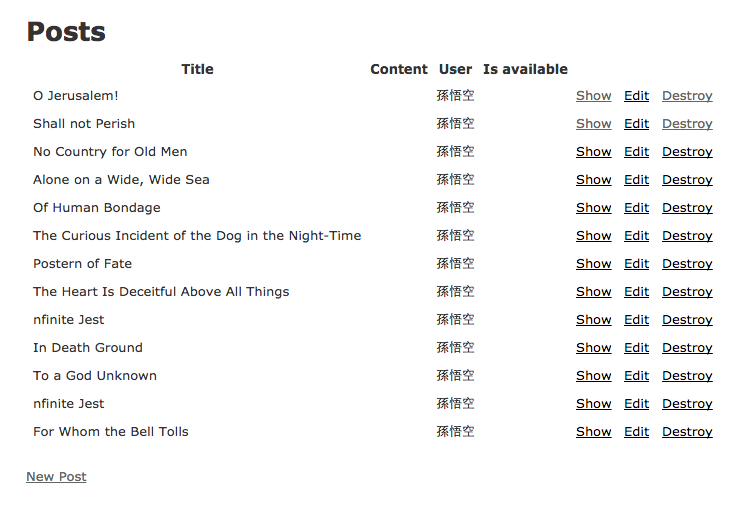 Posts
Title Content User Is available
O Jerusalem! 孫悟空 Show Edit Destroy
Shall not Perish 孫悟空 Show Edit Destroy
No Country for Old Men 孫悟空 Show Edit Destroy
Alone on a Wide, Wide Sea 孫悟空 Show Edit Destroy
Of Human Bondage 孫悟空 Show Edit Destroy
The Curious Incident of the Dog in the Night-Time 孫悟空 Show Edit Destroy
Postern of Fate 孫悟空 Show Edit Destroy
The Heart Is Deceitful Above All Things 孫悟空 Show Edit Destroy
nfinite Jest 孫悟空 Show Edit Destroy
In Death Ground 孫悟空 Show Edit Destroy
To a God Unknown 孫悟空 Show Edit Destroy
nfinite Jest 孫悟空 Show Edit Destroy
For Whom the Bell Tolls 孫悟空 Show Edit Destroy
New Post